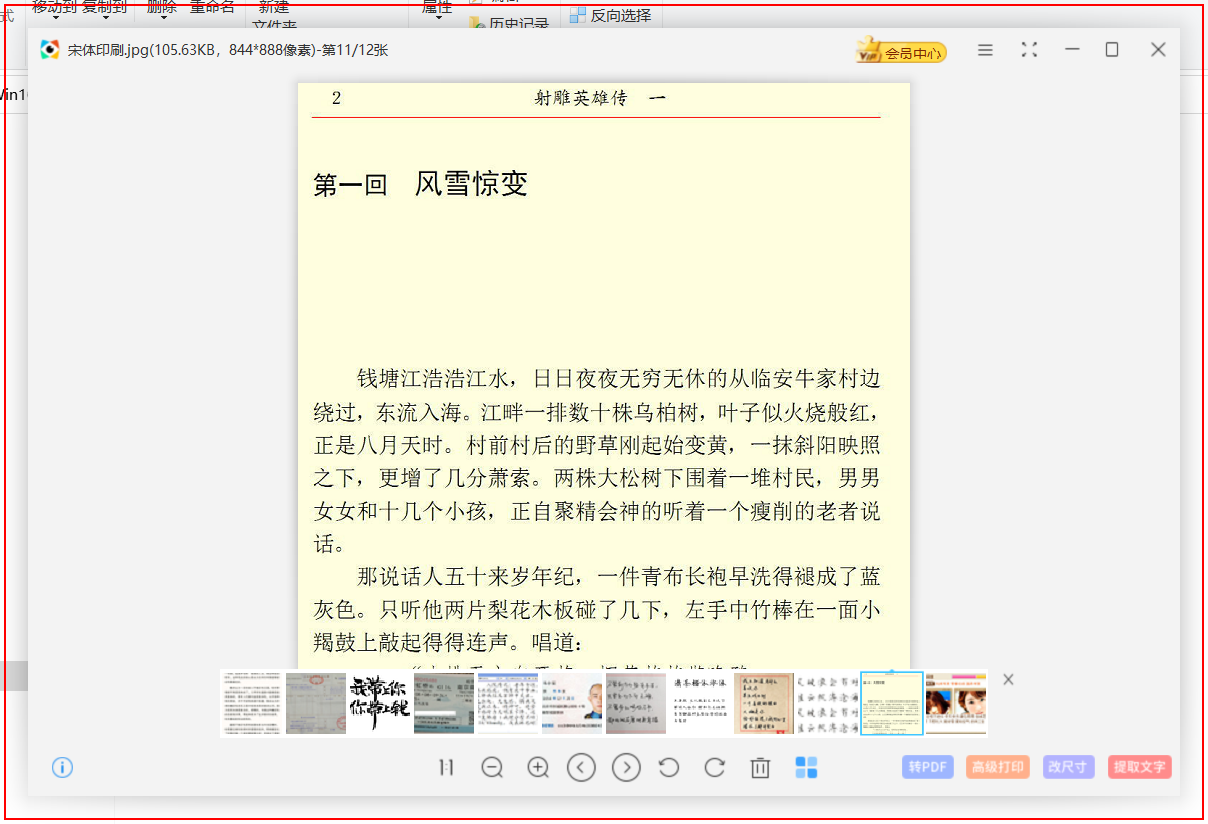 移动到 复制到 删除 重命名 新建 属性
式 文件夹 历史记录 反向选择
宋体印刷.jpg(105.63KB，844*888像素)-第11/12张
VIP 会员中心
2 射雕英雄传 一
第一回 风雪惊变
钱塘江浩浩江水，日日夜夜无穷无休的从临安牛家村边
绕过，东流入海。江畔一排数十株乌柏树，叶子似火烧般红，
正是八月天时。村前村后的野草刚起始变黄，一抹斜阳映照
之下，更增了几分萧索。两株大松树下围着一堆村民，男男
女女和十几个小孩，正自聚精会神的听着一个瘦削的老者说
话。
那说话人五十来岁年纪，一件青布长袍早洗得褪成了蓝
灰色。只听他两片梨花木板碰了几下，左手中竹棒在一面小
羯鼓上敲起得得连声。唱道：
我带上你
你带上钱
1:1
转PDF 高级打印 改尺寸 提取文字